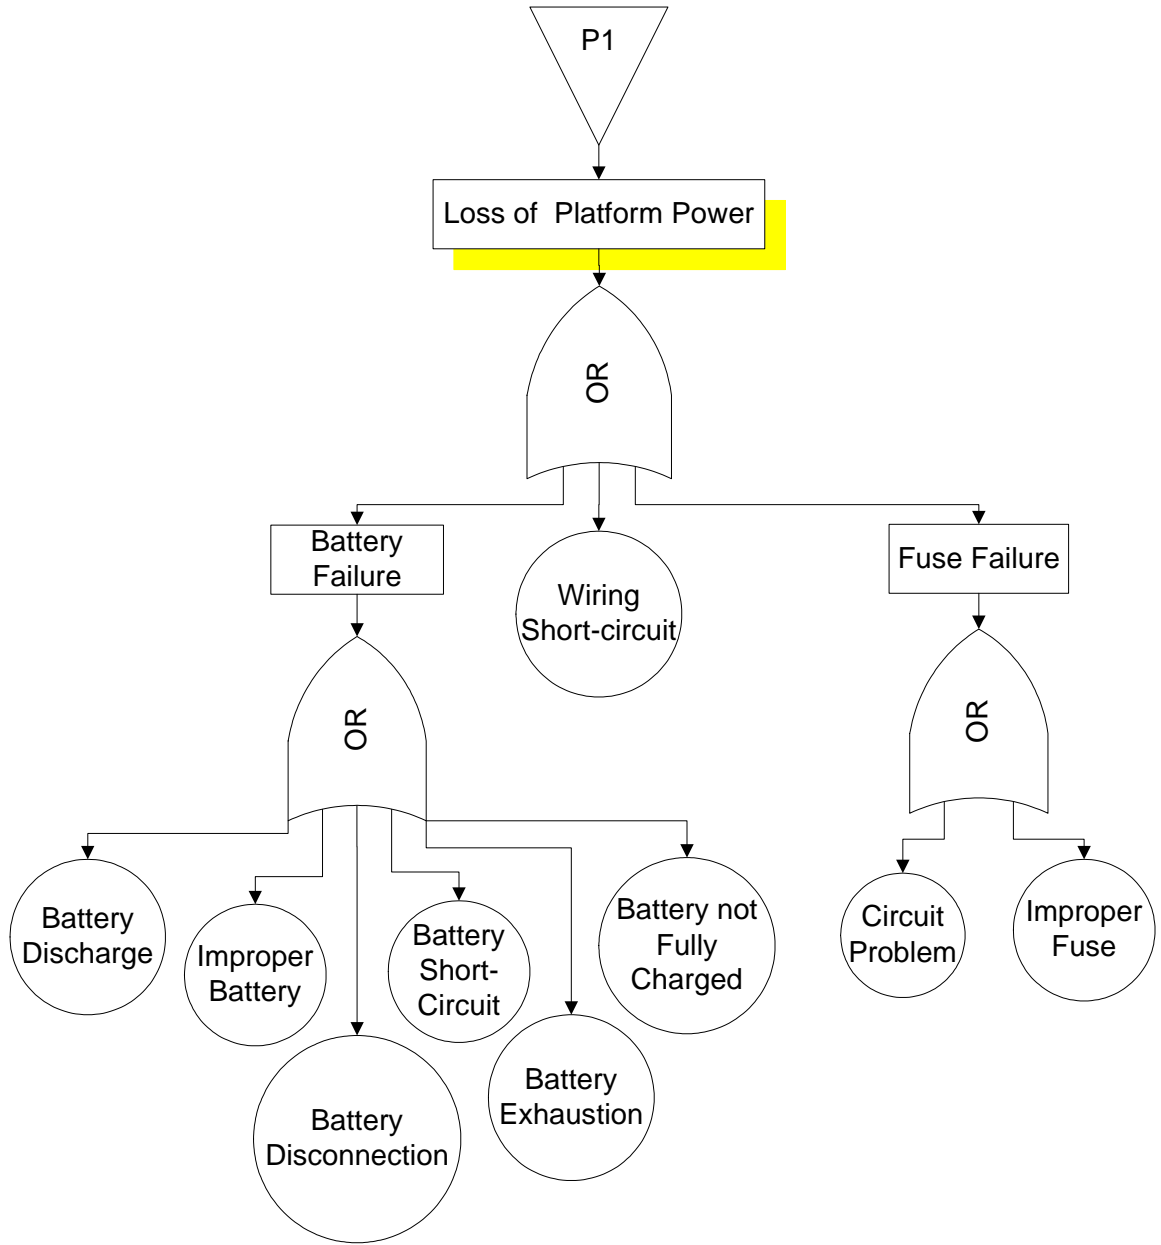 P1
Loss of  Platform Power
OR
Battery
Failure
Wiring
Short-circuit
Fuse Failure
OR
OR
Battery
Discharge
Improper
Battery
Battery
Short-
Circuit
Battery not
Fully
Charged
Circuit
Problem
Improper
Fuse
Battery
Disconnection
Battery
Exhaustion